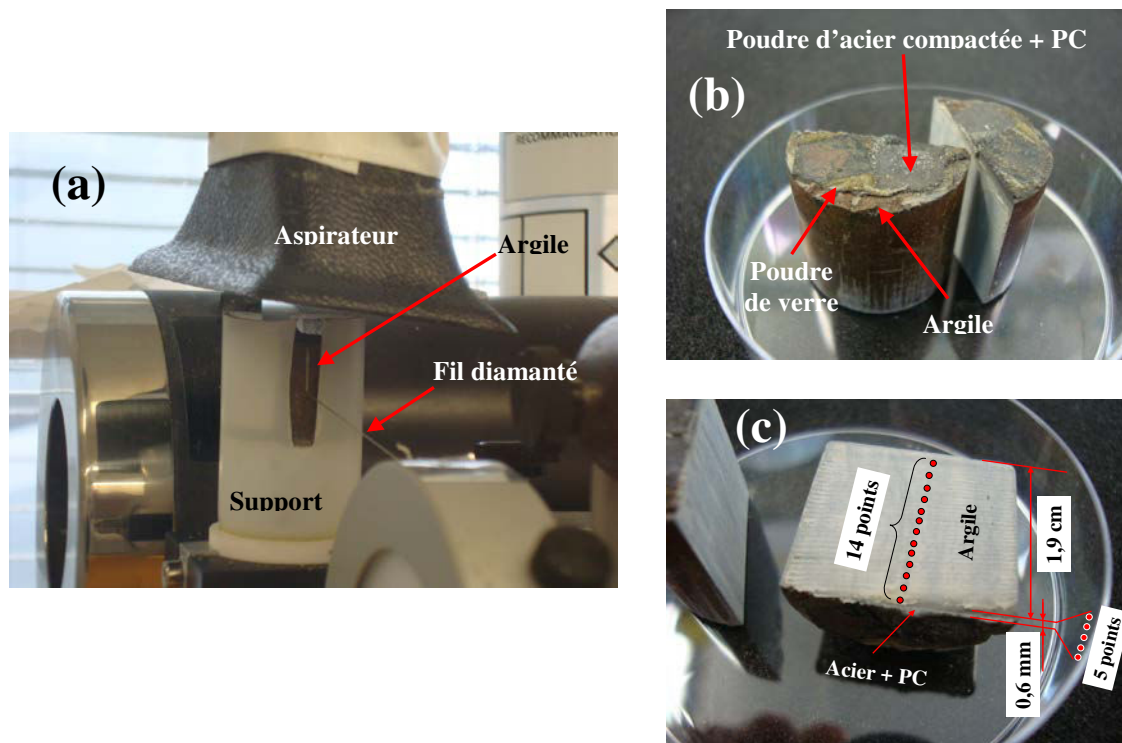 (a)
RECOMMANDATION
Aspirateur
Argile
Fil diamanté
Support
(b)
Poudre d'acier compactée + PC
Poudre
de verre
Argile
(c)
14 points
Argile
1,9 cm
Acier + PC
0,6 mm
5 points